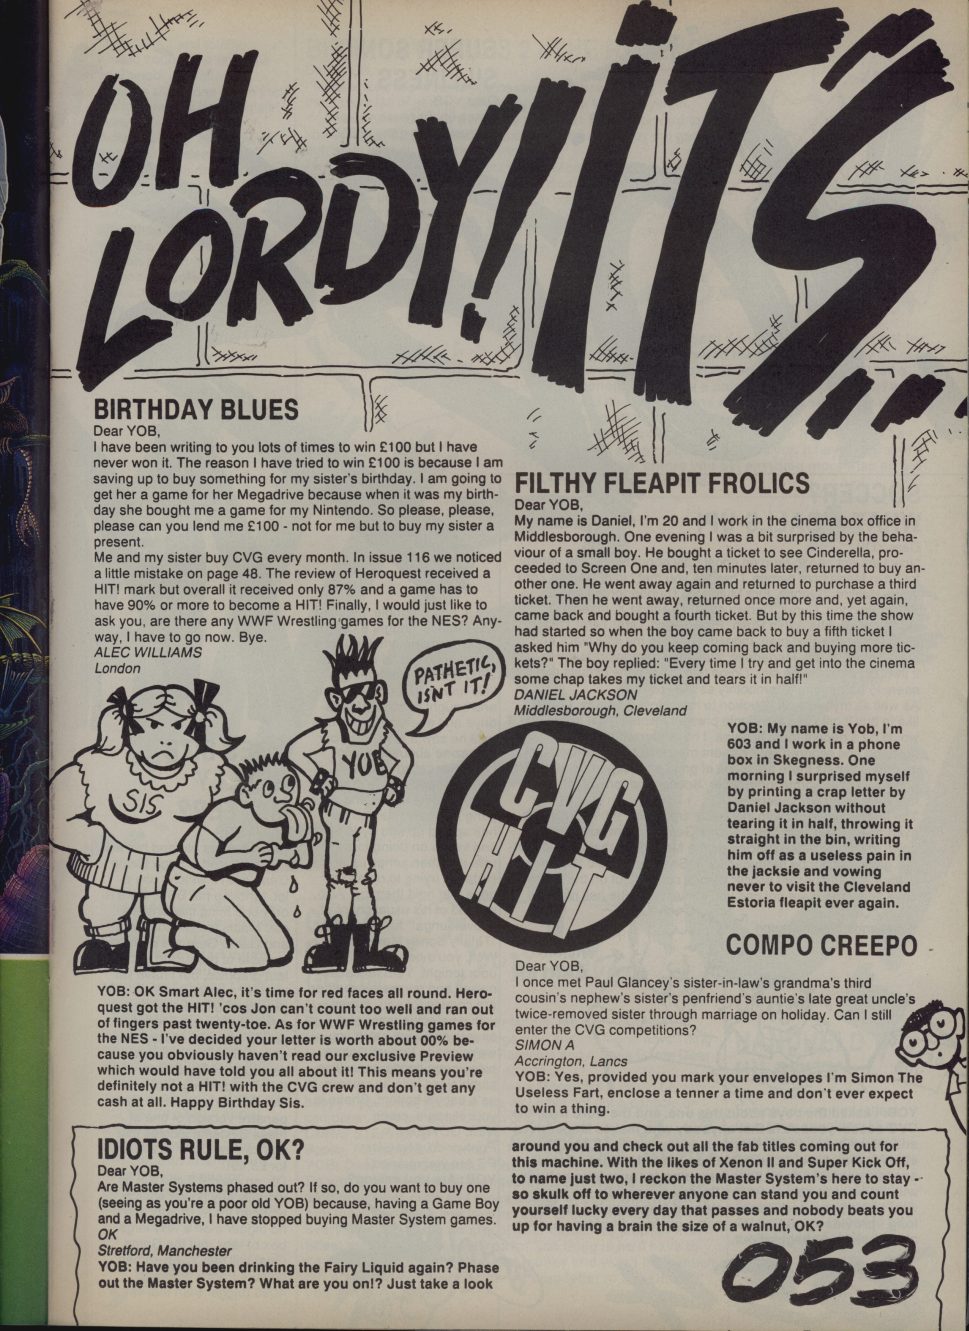 OH
LORDY! ITS...
BIRTHDAY BLUES
Dear YOB,
I have been writing to you lots of times to win £100 but I have
never won it. The reason I have tried to win £100 is because I am
saving up to buy something for my sister's birthday. I am going to
get her a game for her Megadrive because when it was my birth-
day she bought me a game for my Nintendo. So please, please,
please can you lend me £100 - not for me but to buy my sister a
present.
Me and my sister buy CVG every month. In issue 116 we noticed
a little mistake on page 48. The review of Heroquest received a
HIT! mark but overall it received only 87% and a game has to
have 90% or more to become a HIT! Finally, I would just like to
ask you, are there any WWF Wrestling games for the NES? Any-
way, I have to go now. Bye.
ALEC WILLIAMS
London
PATHETIC,
ISNT IT!
YOB
SIS
YOB: OK Smart Alec, it's time for red faces all round. Hero-
quest got the HIT! 'cos Jon can't count too well and ran out
of fingers past twenty-toe. As for WWF Wrestling games for
the NES - I've decided your letter is worth about 00% be-
cause you obviously haven't read our exclusive Preview
which would have told you all about it! This means you're
definitely not a HIT! with the CVG crew and don't get any
cash at all. Happy Birthday Sis.
FILTHY FLEAPIT FROLICS
Dear YOB,
My name is Daniel, I'm 20 and I work in the cinema box office in
Middlesborough. One evening I was a bit surprised by the beha-
viour of a small boy. He bought a ticket to see Cinderella, pro-
ceeded to Screen One and, ten minutes later, returned to buy an-
other one. He went away again and returned to purchase a third
ticket. Then he went away, returned once more and, yet again,
came back and bought a fourth ticket. But by this time the show
had started so when the boy came back to buy a fifth ticket I
asked him "Why do you keep coming back and buying more tic-
kets?" The boy replied: "Every time I try and get into the cinema
some chap takes my ticket and tears it in half!"
DANIEL JACKSON
Middlesborough, Cleveland
CVG
HIT
YOB: My name is Yob, I'm
603 and I work in a phone
box in Skegness. One
morning I surprised myself
by printing a crap letter by
Daniel Jackson without
tearing it in half, throwing it
straight in the bin, writing
him off as a useless pain in
the jacksie and vowing
never to visit the Cleveland
Estoria fleapit ever again.
COMPO CREEPO
Dear YOB,
I once met Paul Glancey's sister-in-law's grandma's third
cousin's nephew's sister's penfriend's auntie's late great uncle's
twice-removed sister through marriage on holiday. Can I still
enter the CVG competitions?
SIMON A
Accrington, Lancs
YOB: Yes, provided you mark your envelopes I'm Simon The
Useless Fart, enclose a tenner a time and don't ever expect
to win a thing.
IDIOTS RULE, OK?
Dear YOB,
Are Master Systems phased out? If so, do you want to buy one
(seeing as you're a poor old YOB) because, having a Game Boy
and a Megadrive, I have stopped buying Master System games.
OK
Stretford, Manchester
YOB: Have you been drinking the Fairy Liquid again? Phase
out the Master System? What are you on!? Just take a look
around you and check out all the fab titles coming out for
this machine. With the likes of Xenon II and Super Kick Off,
to name just two, I reckon the Master System's here to stay -
so skulk off to wherever anyone can stand you and count
yourself lucky every day that passes and nobody beats you
up for having a brain the size of a walnut, OK?
053